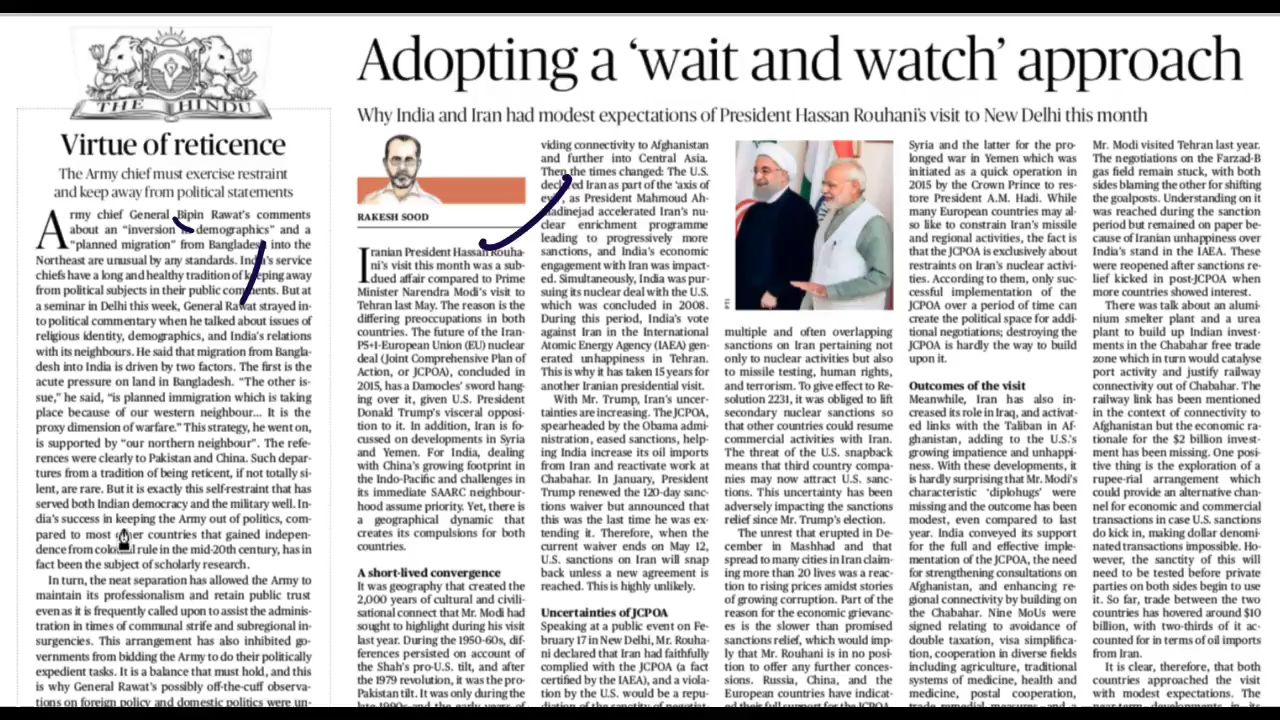 THE HINDU
Virtue of reticence
The Army chief must exercise restraint
and keep away from political statements
Army chief General Bipin Rawat's comments
about an "inversion demographics" and a
"planned migration" from Bangladesh into the
Northeast are unusual by any standards. India's service
chiefs have a long and healthy tradition of keeping away
from political subjects in their public comments. But at
a seminar in Delhi this week, General Rawat strayed in-
to political commentary when he talked about issues of
religious identity, demographics, and India's relations
with its neighbours. He said that migration from Bangla-
desh into India is driven by two factors. The first is the
acute pressure on land in Bangladesh. "The other is-
sue," he said, "is planned immigration which is taking
place because of our western neighbour... It is the
proxy dimension of warfare." This strategy, he went on,
is supported by "our northern neighbour". The refe-
rences were clearly to Pakistan and China. Such depar-
tures from a tradition of being reticent, if not totally si-
lent, are rare. But it is exactly this self-restraint that has
served both Indian democracy and the military well. In-
dia's success in keeping the Army out of politics, com-
pared to most other countries that gained indepen-
dence from colonial rule in the mid-20th century, has in
fact been the subject of scholarly research.
In turn, the neat separation has allowed the Army to
maintain its professionalism and retain public trust
even as it is frequently called upon to assist the adminis-
tration in times of communal strife and subregional in-
surgencies. This arrangement has also inhibited go-
vernments from bidding the Army to do their politically
expedient tasks. It is a balance that must hold, and this
is why General Rawat's possibly off-the-cuff observa-
tions on foreign policy and domestic politics were un-
Adopting a 'wait and watch' approach
Why India and Iran had modest expectations of President Hassan Rouhani's visit to New Delhi this month
RAKESH SOOD
Iranian President Hassan Rouha-
ni's visit this month was a sub-
dued affair compared to Prime
Minister Narendra Modi's visit to
Tehran last May. The reason is the
differing preoccupations in both
countries. The future of the Iran-
P5+1-European Union (EU) nuclear
deal (Joint Comprehensive Plan of
Action, or JCPOA), concluded in
2015, has a Damocles' sword hang-
ing over it, given U.S. President
Donald Trump's visceral opposi-
tion to it. In addition, Iran is fo-
cussed on developments in Syria
and Yemen. For India, dealing
with China's growing footprint in
the Indo-Pacific and challenges in
its immediate SAARC neighbour-
hood assume priority. Yet, there is
a geographical dynamic that
creates its compulsions for both
countries.
A short-lived convergence
It was geography that created the
2,000 years of cultural and civili-
sational connect that Mr. Modi had
sought to highlight during his visit
last year. During the 1950-60s, dif-
ferences persisted on account of
the Shah's pro-U.S. tilt, and after
the 1979 revolution, it was the pro-
Pakistan tilt. It was only during the
late-1990s and the early years of
viding connectivity to Afghanistan
and further into Central Asia.
Then the times changed: The U.S.
declared Iran as part of the 'axis of
evil', as President Mahmoud Ah-
madinejad accelerated Iran's nu-
clear enrichment programme
leading to progressively more
sanctions, and India's economic
engagement with Iran was impact-
ed. Simultaneously, India was pur-
suing its nuclear deal with the U.S.
which was concluded in 2008.
During this period, India's vote
against Iran in the International
Atomic Energy Agency (IAEA) gen-
erated unhappiness in Tehran.
This is why it has taken 15 years for
another Iranian presidential visit.
With Mr. Trump, Iran's uncer-
tainties are increasing. The JCPOA,
spearheaded by the Obama admi-
nistration, eased sanctions, help-
ing India increase its oil imports
from Iran and reactivate work at
Chabahar. In January, President
Trump renewed the 120-day sanc-
tions waiver but announced that
this was the last time he was ex-
tending it. Therefore, when the
current waiver ends on May 12,
U.S. sanctions on Iran will snap
back unless a new agreement is
reached. This is highly unlikely.
Uncertainties of JCPOA
Speaking at a public event on Fe-
bruary 17 in New Delhi, Mr. Rouha-
ni declared that Iran had faithfully
complied with the JCPOA (a fact
certified by the IAEA), and a viola-
tion by the U.S. would be a repu-
diation of the sanctity of negotiat-
PTI
multiple and often overlapping
sanctions on Iran pertaining not
only to nuclear activities but also
to missile testing, human rights,
and terrorism. To give effect to Re-
solution 2231, it was obliged to lift
secondary nuclear sanctions so
that other countries could resume
commercial activities with Iran.
The threat of the U.S. snapback
means that third country compa-
nies may now attract U.S. sanc-
tions. This uncertainty has been
adversely impacting the sanctions
relief since Mr. Trump's election.
The unrest that erupted in De-
cember in Mashhad and that
spread to many cities in Iran claim-
ing more than 20 lives was a reac-
tion to rising prices amidst stories
of growing corruption. Part of the
reason for the economic grievanc-
es is the slower than promised
sanctions relief, which would imp-
ly that Mr. Rouhani is in no posi-
tion to offer any further conces-
sions. Russia, China, and the
European countries have indicat-
ed their full support for the JCPOA
Syria and the latter for the pro-
longed war in Yemen which was
initiated as a quick operation in
2015 by the Crown Prince to res-
tore President A.M. Hadi. While
many European countries may al-
so like to constrain Iran's missile
and regional activities, the fact is
that the JCPOA is exclusively about
restraints on Iran's nuclear activi-
ties. According to them, only suc-
cessful implementation of the
JCPOA over a period of time can
create the political space for addi-
tional negotiations; destroying the
JCPOA is hardly the way to build
upon it.
Outcomes of the visit
Meanwhile, Iran has also in-
creased its role in Iraq, and activat-
ed links with the Taliban in Af-
ghanistan, adding to the U.S.'s
growing impatience and unhappi-
ness. With these developments, it
is hardly surprising that Mr. Modi's
characteristic 'diplohugs' were
missing and the outcome has been
modest, even compared to last
year. India conveyed its support
for the full and effective imple-
mentation of the JCPOA, the need
for strengthening consultations on
Afghanistan, and enhancing re-
gional connectivity by building on
the Chabahar. Nine MoUs were
signed relating to avoidance of
double taxation, visa simplifica-
tion, cooperation in diverse fields
including agriculture, traditional
systems of medicine, health and
medicine, postal cooperation,
trade remedial measures, and a
Mr. Modi visited Tehran last year.
The negotiations on the Farzad-B
gas field remain stuck, with both
sides blaming the other for shifting
the goalposts. Understanding on it
was reached during the sanction
period but remained on paper be-
cause of Iranian unhappiness over
India's stand in the IAEA. These
were reopened after sanctions re-
lief kicked in post-JCPOA when
more countries showed interest.
There was talk about an alumi-
nium smelter plant and a urea
plant to build up Indian invest-
ments in the Chabahar free trade
zone which in turn would catalyse
port activity and justify railway
connectivity out of Chabahar. The
railway link has been mentioned
in the context of connectivity to
Afghanistan but the economic ra-
tionale for the $2 billion invest-
ment has been missing. One posi-
tive thing is the exploration of a
rupee-rial arrangement which
could provide an alternative chan-
nel for economic and commercial
transactions in case U.S. sanctions
do kick in, making dollar denomi-
nated transactions impossible. Ho-
wever, the sanctity of this will
need to be tested before private
parties on both sides begin to use
it. So far, trade between the two
countries has hovered around $10
billion, with two-thirds of it ac-
counted for in terms of oil imports
from Iran.
It is clear, therefore, that both
countries approached the visit
with modest expectations. The
near-term developments in its